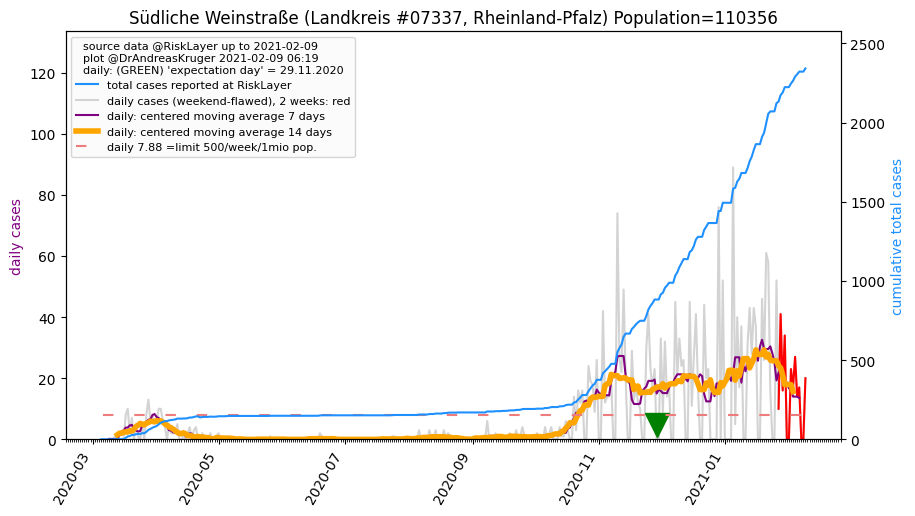 Südliche Weinstraße (Landkreis #07337, Rheinland-Pfalz) Population=110356
source data @RiskLayer up to 2021-02-09
plot @DrAndreasKruger 2021-02-09 06:19
daily: (GREEN) 'expectation day' = 29.11.2020
total cases reported at RiskLayer
daily cases (weekend-flawed), 2 weeks: red
daily: centered moving average 7 days
daily: centered moving average 14 days
daily 7.88 =limit 500/week/1mio pop.
daily cases
120
100
80
60
40
20
0
cumulative total cases
2500
2000
1500
1000
500
0
2020-03
2020-05
2020-07
2020-09
2020-11
2021-01